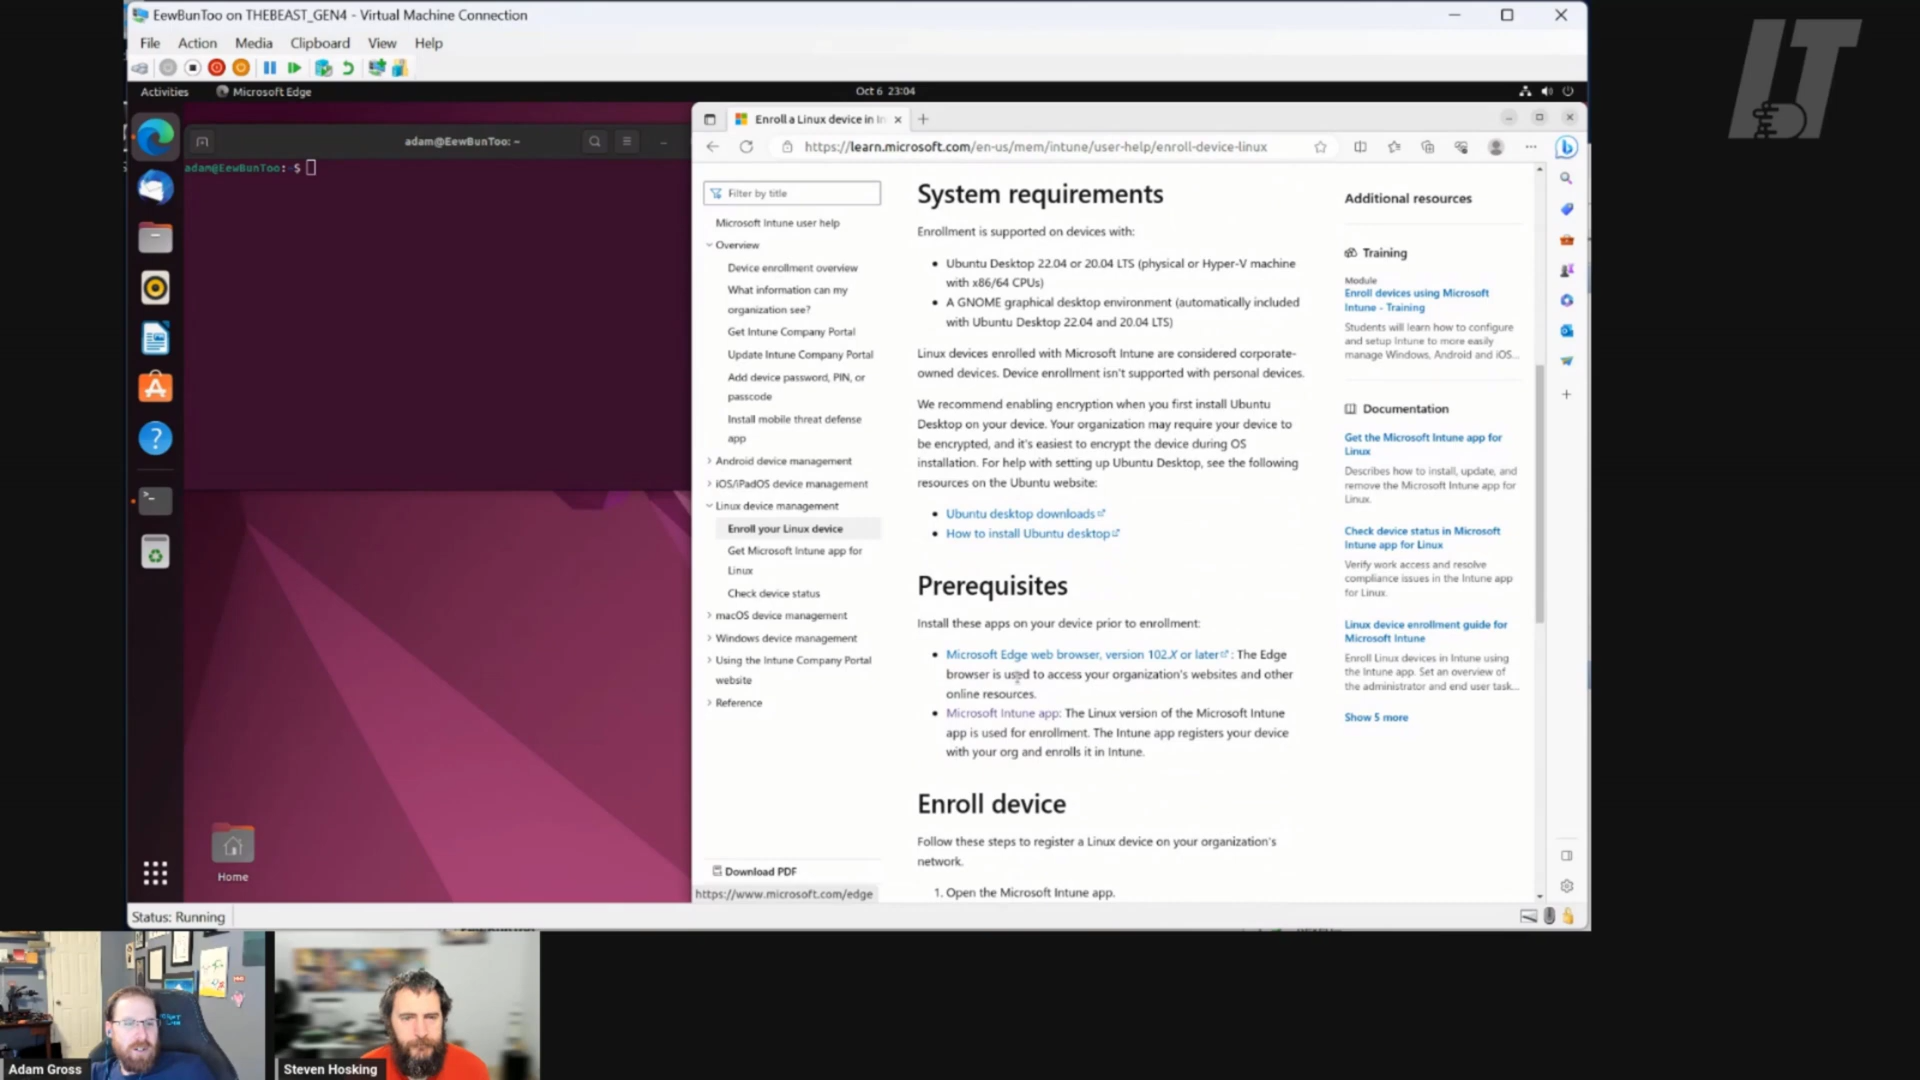 EewBunToo on THEBEAST_GEN4 - Virtual Machine Connection
File Action Media Clipboard View Help
Activities Microsoft Edge Oct 6 23:04
adam@EewBunToo: ~
adam@EewBunToo:~$
Enroll a Linux device in In
https://learn.microsoft.com/en-us/mem/intune/user-help/enroll-device-linux
Filter by title
Microsoft Intune user help
Overview
Device enrollment overview
What information can my
organization see?
Get Intune Company Portal
Update Intune Company Portal
Add device password, PIN, or
passcode
Install mobile threat defense
app
Android device management
iOS/iPadOS device management
Linux device management
Enroll your Linux device
Get Microsoft Intune app for
Linux
Check device status
macOS device management
Windows device management
Using the Intune Company Portal
website
Reference
Download PDF
https://www.microsoft.com/edge
System requirements
Enrollment is supported on devices with:
• Ubuntu Desktop 22.04 or 20.04 LTS (physical or Hyper-V machine
with x86/64 CPUs)
• A GNOME graphical desktop environment (automatically included
with Ubuntu Desktop 22.04 and 20.04 LTS)
Linux devices enrolled with Microsoft Intune are considered corporate-
owned devices. Device enrollment isn't supported with personal devices.
We recommend enabling encryption when you first install Ubuntu
Desktop on your device. Your organization may require your device to
be encrypted, and it's easiest to encrypt the device during OS
installation. For help with setting up Ubuntu Desktop, see the following
resources on the Ubuntu website:
• Ubuntu desktop downloads
• How to install Ubuntu desktop
Prerequisites
Install these apps on your device prior to enrollment:
• Microsoft Edge web browser, version 102.X or later : The Edge
browser is used to access your organization's websites and other
online resources.
• Microsoft Intune app: The Linux version of the Microsoft Intune
app is used for enrollment. The Intune app registers your device
with your org and enrolls it in Intune.
Enroll device
Follow these steps to register a Linux device on your organization's
network.
1. Open the Microsoft Intune app.
Additional resources
Training
Module
Enroll devices using Microsoft
Intune - Training
Students will learn how to configure
and setup Intune to more easily
manage Windows, Android and iOS...
Documentation
Get the Microsoft Intune app for
Linux
Describes how to install, update, and
remove the Microsoft Intune app for
Linux.
Check device status in Microsoft
Intune app for Linux
Verify work access and resolve
compliance issues in the Intune app
for Linux.
Linux device enrollment guide for
Microsoft Intune
Enroll Linux devices in Intune using
the Intune app. Set an overview of
the administrator and end user task...
Show 5 more
Home
Status: Running
Adam Gross
Steven Hosking
IT